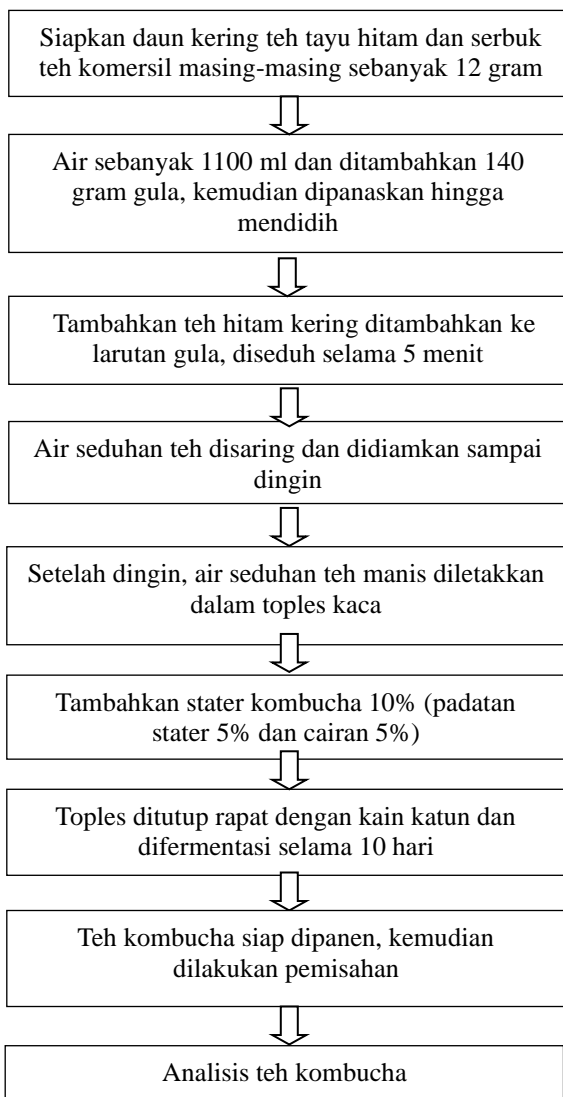 Siapkan daun kering teh tayu hitam dan serbuk
teh komersil masing-masing sebanyak 12 gram
Air sebanyak 1100 ml dan ditambahkan 140
gram gula, kemudian dipanaskan hingga
mendidih
Tambahkan teh hitam kering ditambahkan ke
larutan gula, diseduh selama 5 menit
Air seduhan teh disaring dan didiamkan sampai
dingin
Setelah dingin, air seduhan teh manis diletakkan
dalam toples kaca
Tambahkan stater kombucha 10% (padatan
stater 5% dan cairan 5%)
Toples ditutup rapat dengan kain katun dan
difermentasi selama 10 hari
Teh kombucha siap dipanen, kemudian
dilakukan pemisahan
Analisis teh kombucha